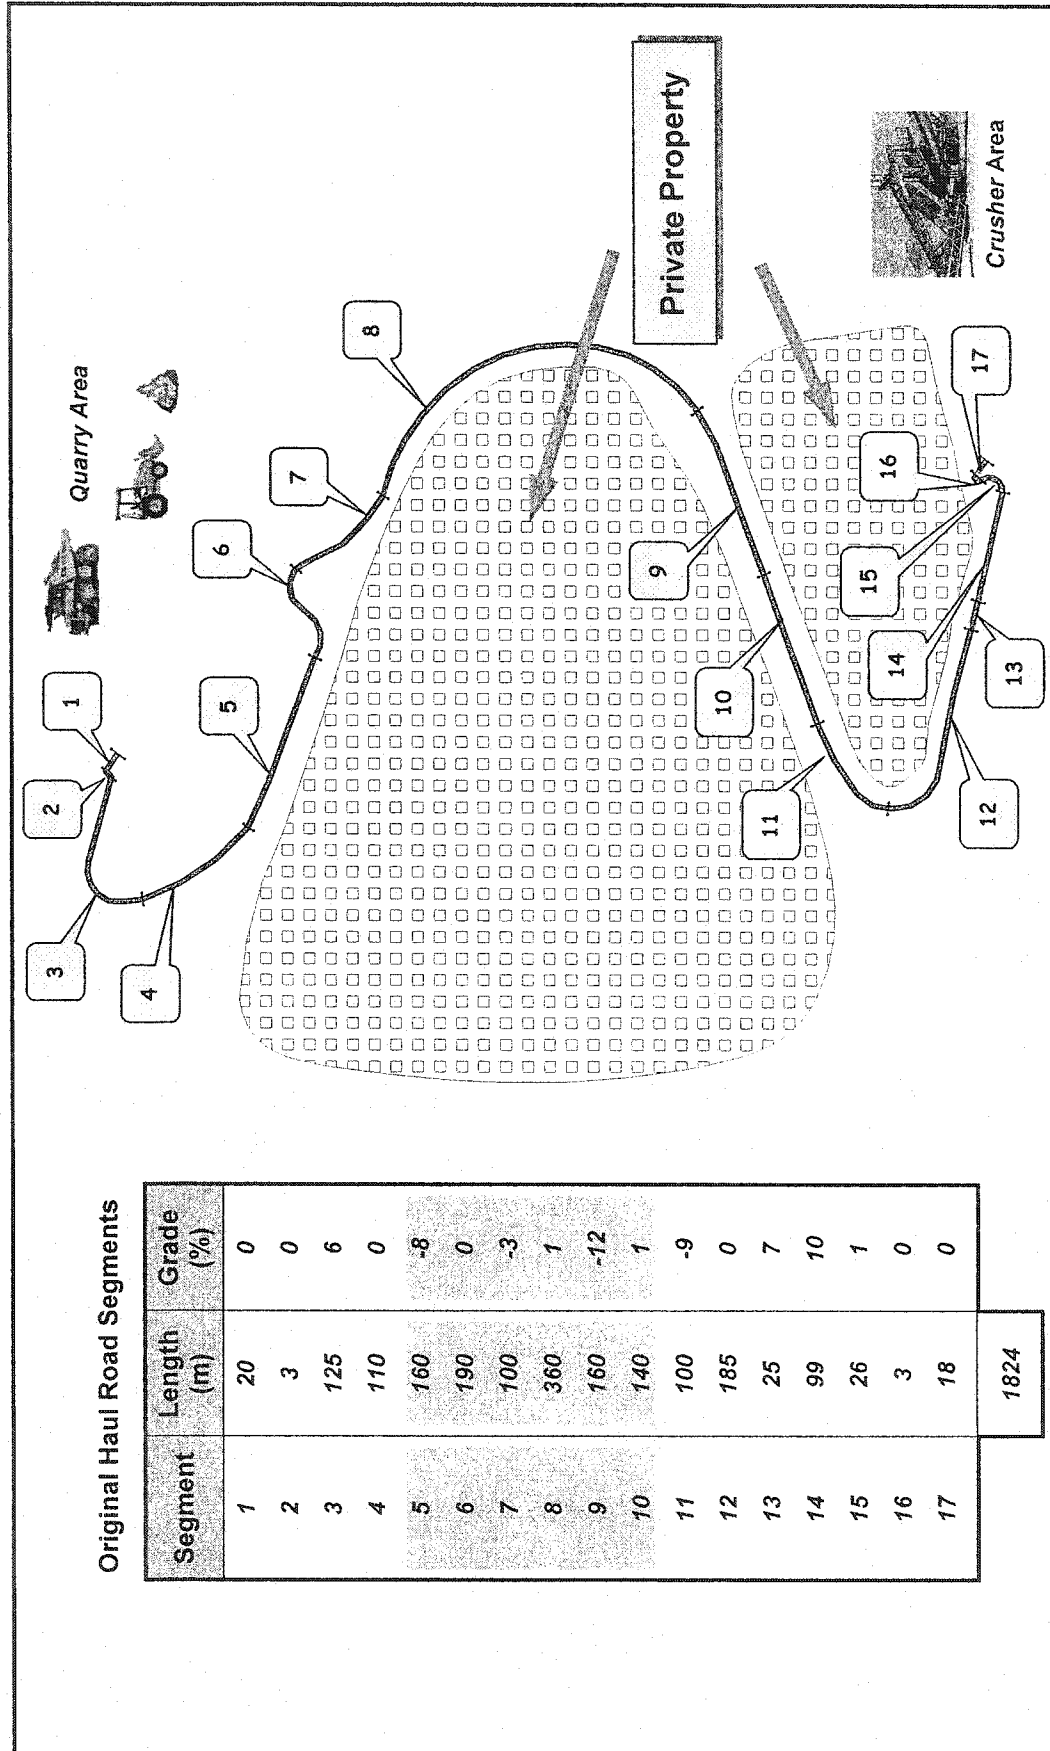 Original Haul Road Segments
Segment Length (m) Grade (%)
1 20 0
2 3 0
3 125 6
4 110 0
5 160 -8
6 190 0
7 100 -3
8 360 1
9 160 -12
10 140 1
11 100 -9
12 185 0
13 25 7
14 99 10
15 26 1
16 3 0
17 18 0
1824
Quarry Area
1
2
3
4
5
6
7
8
9
10
11
12
13
14
15
16
17
Private Property
Crusher Area